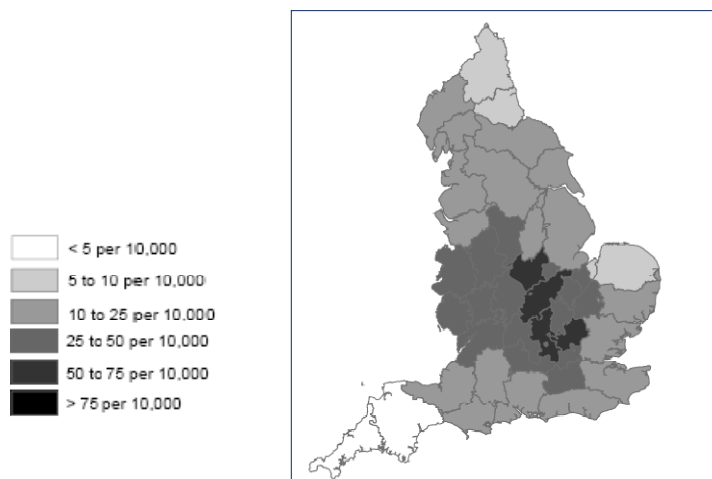 < 5 per 10,000
5 to 10 per 10,000
10 to 25 per 10,000
25 to 50 per 10,000
50 to 75 per 10,000
> 75 per 10,000